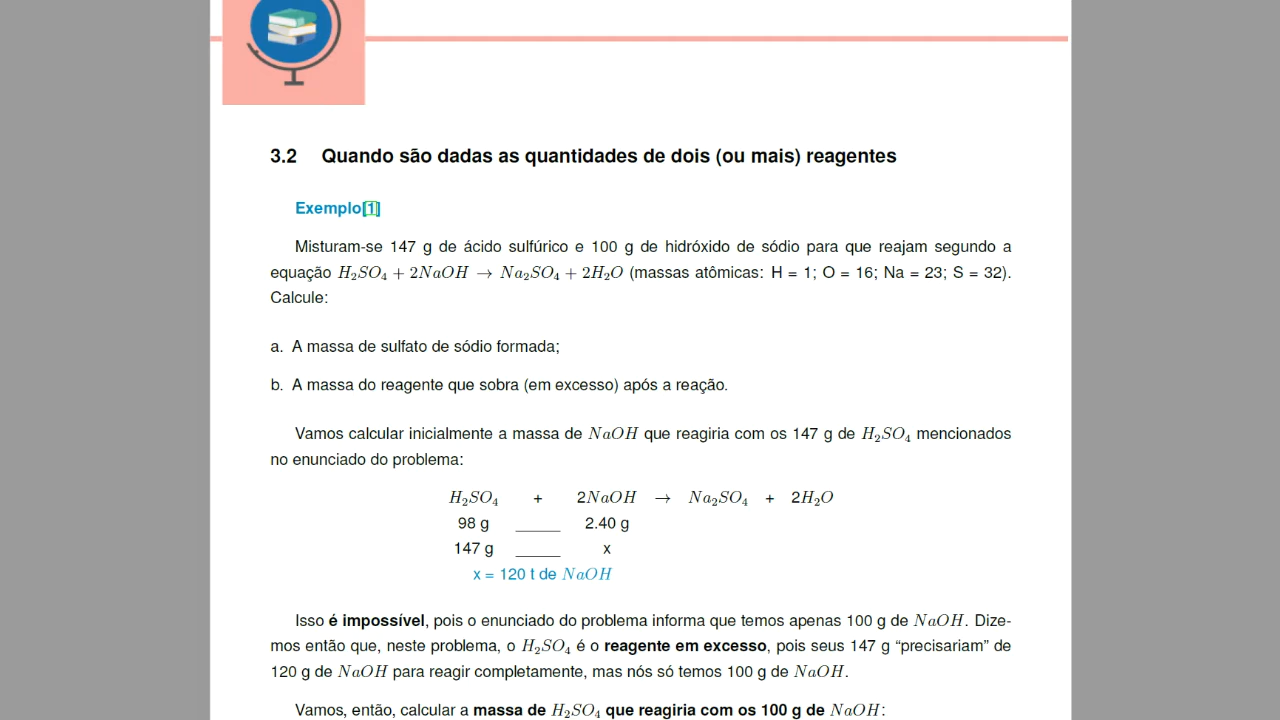 3.2 Quando são dadas as quantidades de dois (ou mais) reagentes
Exemplo[1]
Misturam-se 147 g de ácido sulfúrico e 100 g de hidróxido de sódio para que reajam segundo a
equação H₂SO₄ + 2NaOH → Na₂SO₄ + 2H₂O (massas atômicas: H = 1; O = 16; Na = 23; S = 32).
Calcule:
a. A massa de sulfato de sódio formada;
b. A massa do reagente que sobra (em excesso) após a reação.
Vamos calcular inicialmente a massa de NaOH que reagiria com os 147 g de H₂SO₄ mencionados
no enunciado do problema:
H₂SO₄ + 2NaOH → Na₂SO₄ + 2H₂O
98 g _____ 2.40 g
147 g _____ x
x = 120 t de NaOH
Isso é impossível, pois o enunciado do problema informa que temos apenas 100 g de NaOH. Dize-
mos então que, neste problema, o H₂SO₄ é o reagente em excesso, pois seus 147 g “precisariam” de
120 g de NaOH para reagir completamente, mas nós só temos 100 g de NaOH.
Vamos, então, calcular a massa de H₂SO₄ que reagiria com os 100 g de NaOH: